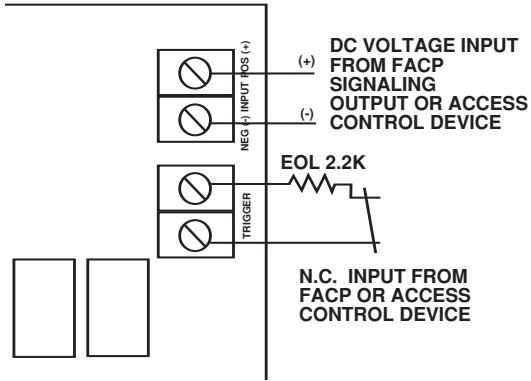 NEG (-) INPUT POS (+)
(+)
(-)
DC VOLTAGE INPUT
FROM FACP
SIGNALING
OUTPUT OR ACCESS
CONTROL DEVICE
TRIGGER
EOL 2.2K
N.C. INPUT FROM
FACP OR ACCESS
CONTROL DEVICE